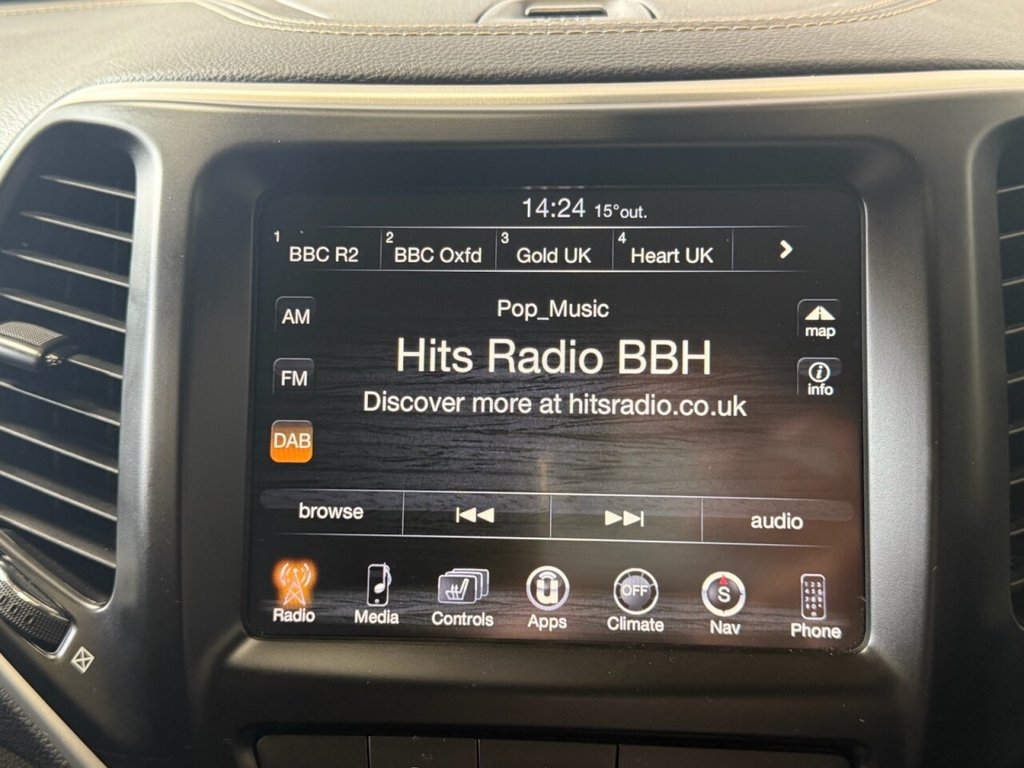 14:24 15°out.
1 BBC R2 2 BBC Oxfd 3 Gold UK 4 Heart UK
Pop_Music
AM
map
Hits Radio BBH
FM
info
Discover more at hitsradio.co.uk
DAB
browse audio
OFF S
Radio Media Controls Apps Climate Nav Phone